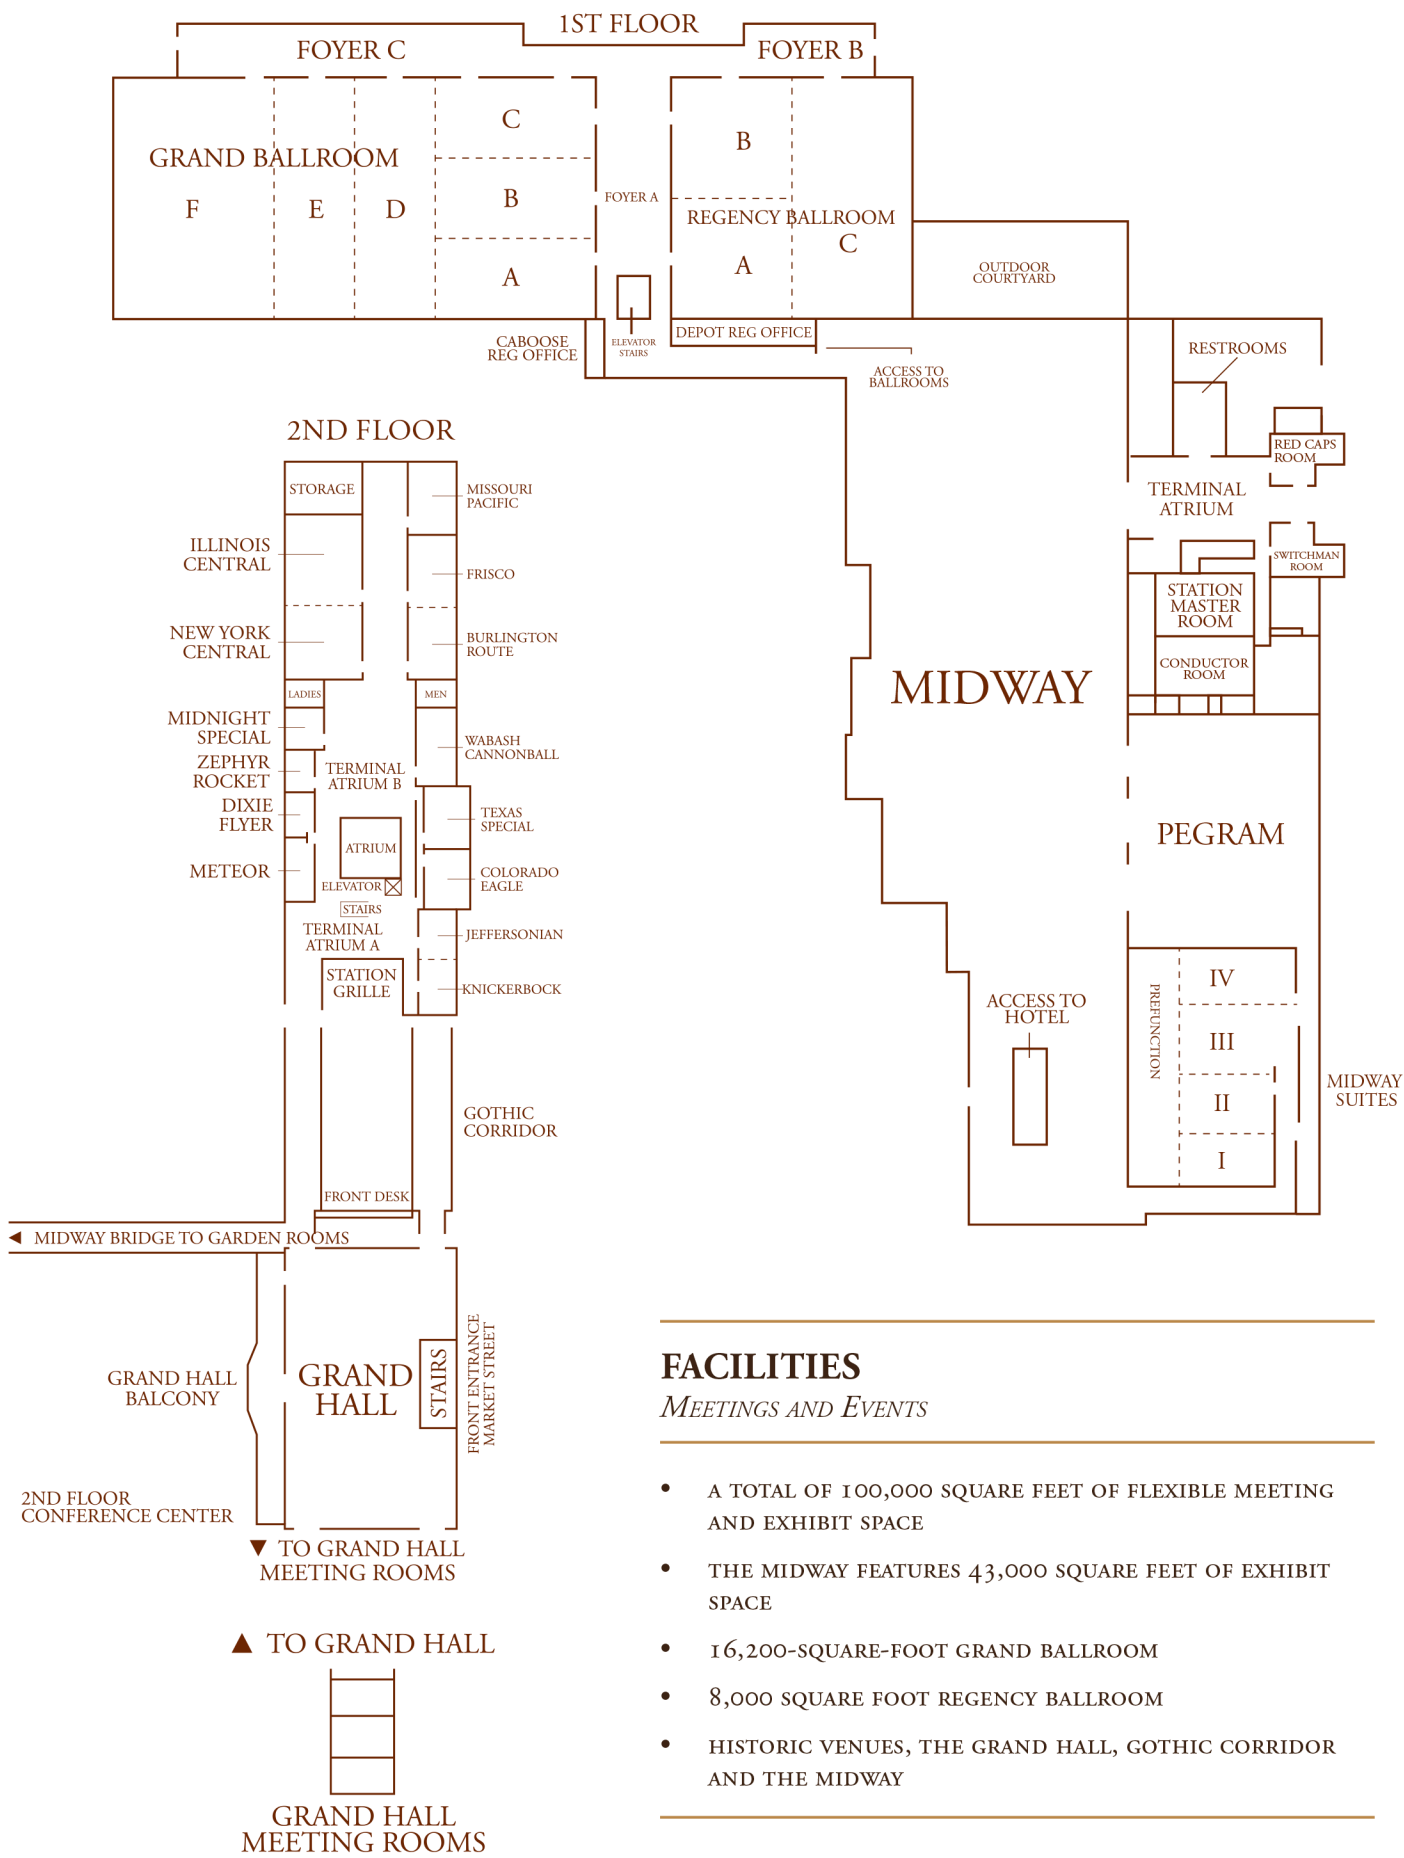 1ST FLOOR
FOYER C
FOYER B
GRAND BALLROOM
F
E
D
C
B
A
FOYER A
B
REGENCY BALLROOM
C
A
OUTDOOR
COURTYARD
CABOOSE
REG OFFICE
ELEVATOR
STAIRS
DEPOT REG OFFICE
ACCESS TO
BALLROOMS
RESTROOMS
RED CAPS
ROOM
TERMINAL
ATRIUM
SWITCHMAN
ROOM
STATION
MASTER
ROOM
CONDUCTOR
ROOM
MIDWAY
PEGRAM
IV
III
II
I
PREFUNCTION
MIDWAY
SUITES
ACCESS TO
HOTEL
2ND FLOOR
STORAGE
MISSOURI
PACIFIC
ILLINOIS
CENTRAL
FRISCO
NEW YORK
CENTRAL
BURLINGTON
ROUTE
LADIES
MEN
MIDNIGHT
SPECIAL
WABASH
CANNONBALL
ZEPHYR
ROCKET
TERMINAL
ATRIUM B
DIXIE
FLYER
TEXAS
SPECIAL
ATRIUM
METEOR
COLORADO
EAGLE
ELEVATOR
STAIRS
TERMINAL
ATRIUM A
JEFFERSONIAN
STATION
GRILLE
KNICKERBOCK
GOTHIC
CORRIDOR
FRONT DESK
MIDWAY BRIDGE TO GARDEN ROOMS
GRAND HALL
BALCONY
GRAND
HALL
STAIRS
FRONT ENTRANCE
MARKET STREET
2ND FLOOR
CONFERENCE CENTER
TO GRAND HALL
MEETING ROOMS
TO GRAND HALL
GRAND HALL
MEETING ROOMS
FACILITIES
MEETINGS AND EVENTS
• A TOTAL OF 100,000 SQUARE FEET OF FLEXIBLE MEETING
AND EXHIBIT SPACE
• THE MIDWAY FEATURES 43,000 SQUARE FEET OF EXHIBIT
SPACE
• 16,200-SQUARE-FOOT GRAND BALLROOM
• 8,000 SQUARE FOOT REGENCY BALLROOM
• HISTORIC VENUES, THE GRAND HALL, GOTHIC CORRIDOR
AND THE MIDWAY